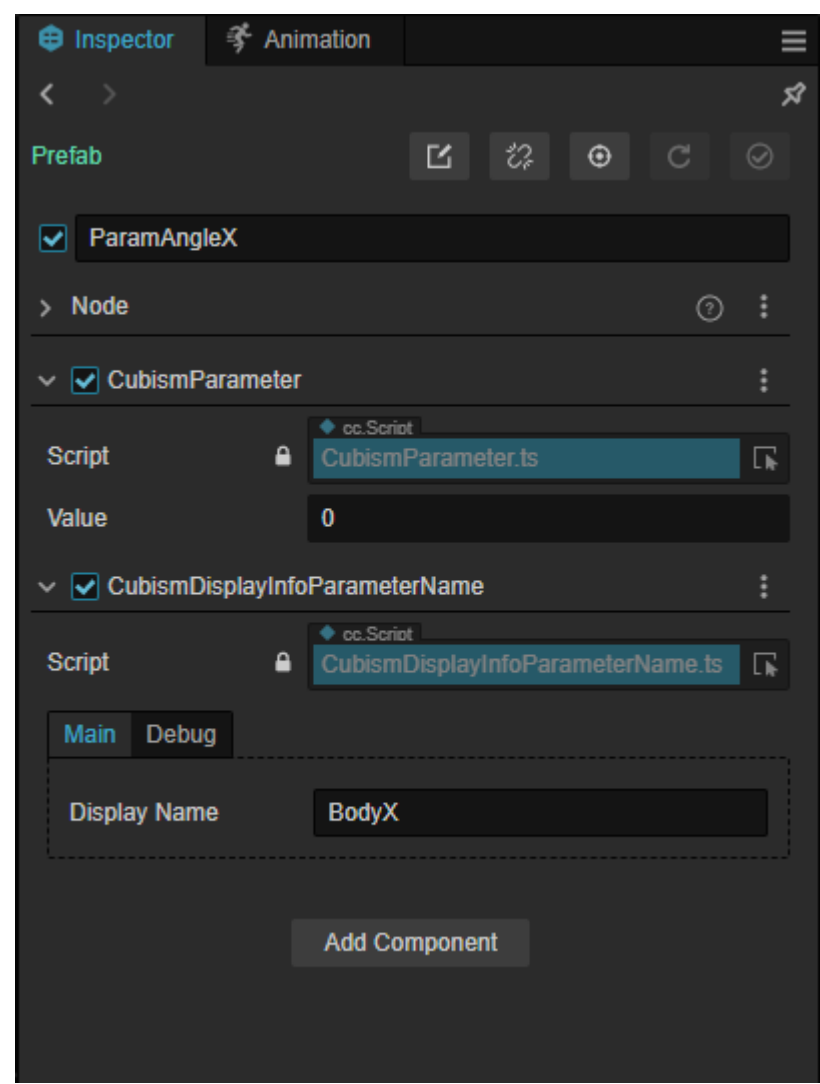 Inspector Animation
Prefab
ParamAngleX
Node
CubismParameter
cc.Script
Script CubismParameter.ts
Value 0
CubismDisplayInfoParameterName
cc.Script
Script CubismDisplayInfoParameterName.ts
Main Debug
Display Name BodyX
Add Component